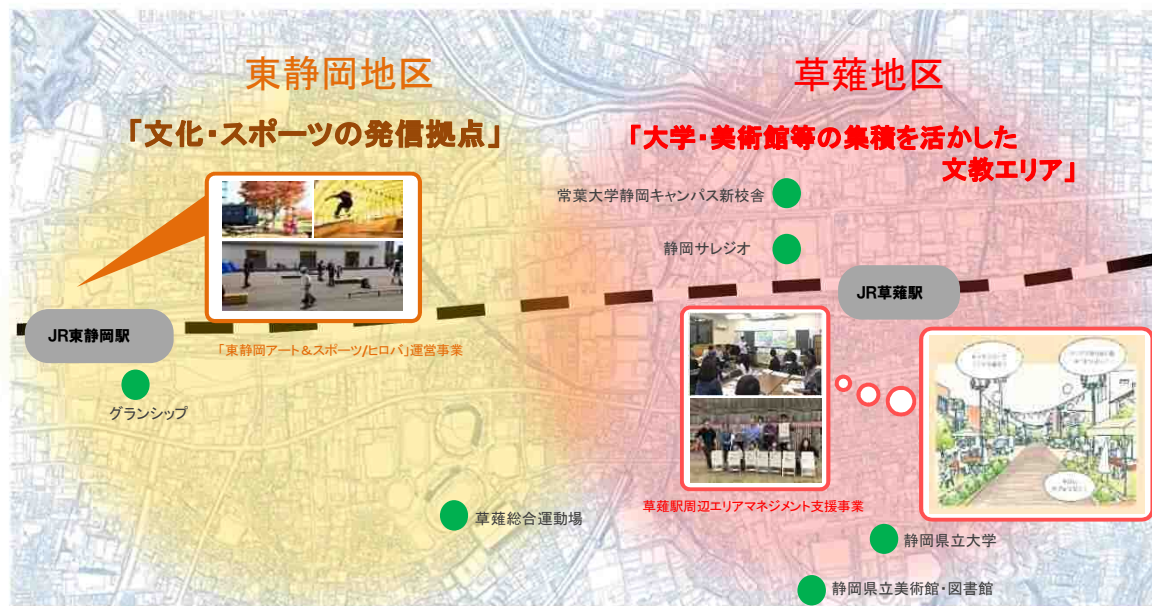 東静岡地区
「文化・スポーツの発信拠点」
草薙地区
「大学・美術館等の集積を活かした
文教エリア」
常葉大学静岡キャンパス新校舎
静岡サレジオ
JR草薙駅
JR東静岡駅
「東静岡アート&スポーツ/ヒロバ」運営事業
グランシップ
草薙総合運動場
草薙駅周辺エリアマネジメント支援事業
静岡県立大学
静岡県立美術館・図書館